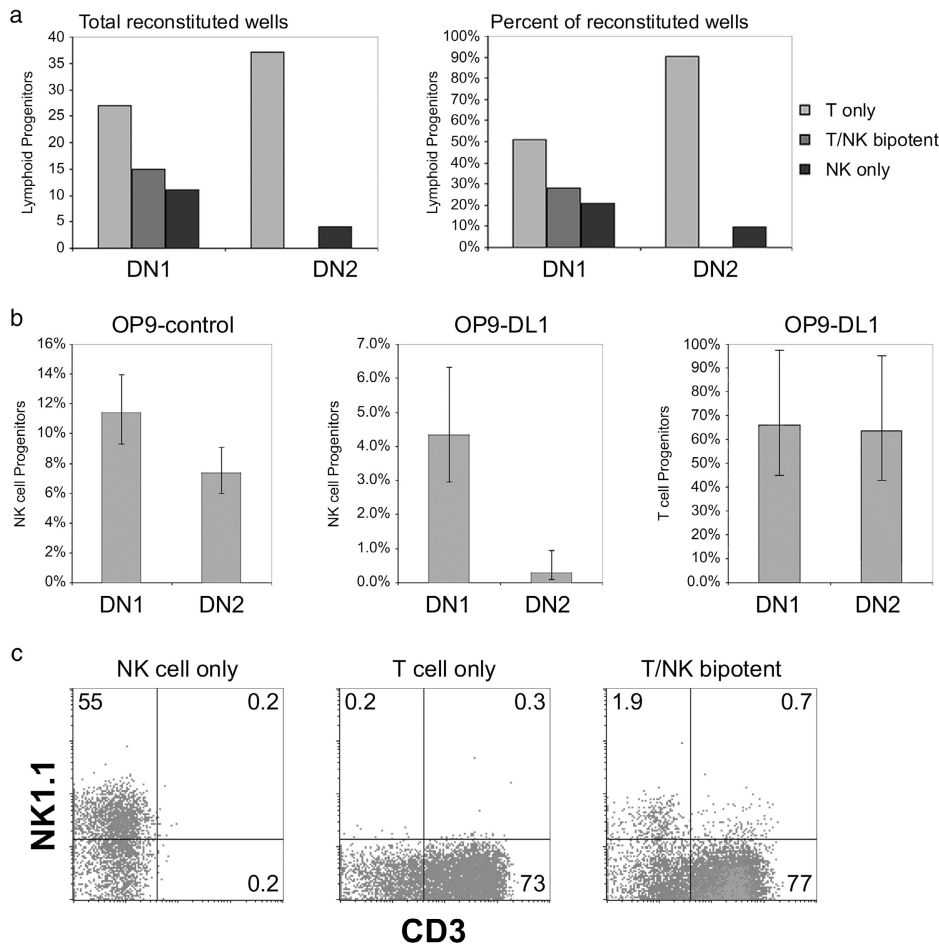 a
Total reconstituted wells
Lymphoid Progenitors
40
35
30
25
20
15
10
5
0
DN1
DN2
Percent of reconstituted wells
Lymphoid Progenitors
100%
90%
80%
70%
60%
50%
40%
30%
20%
10%
0%
DN1
DN2
T only
T/NK bipotent
NK only
b
OP9-control
NK cell Progenitors
16%
14%
12%
10%
8%
6%
4%
2%
0%
DN1
DN2
OP9-DL1
NK cell Progenitors
7.0%
6.0%
5.0%
4.0%
3.0%
2.0%
1.0%
0.0%
DN1
DN2
OP9-DL1
T cell Progenitors
100%
90%
80%
70%
60%
50%
40%
30%
20%
10%
0.0%
DN1
DN2
c
NK cell only
55
0.2
0.2
T cell only
0.2
0.3
73
T/NK bipotent
1.9
0.7
77
NK1.1
CD3